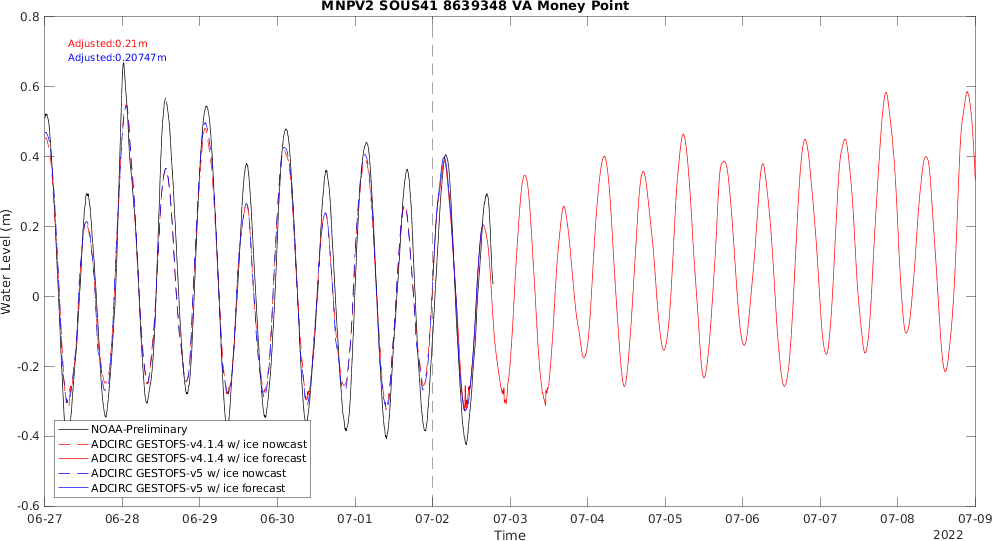 MNPV2 SOUS41 8639348 VA Money Point
Adjusted:0.21m
Adjusted:0.20747m
0.8
0.6
0.4
0.2
0
-0.2
-0.4
-0.6
Water Level (m)
NOAA-Preliminary
ADCIRC GESTOFS-v4.1.4 w/ ice nowcast
ADCIRC GESTOFS-v4.1.4 w/ ice forecast
ADCIRC GESTOFS-v5 w/ ice nowcast
ADCIRC GESTOFS-v5 w/ ice forecast
06-27 06-28 06-29 06-30 07-01 07-02 07-03 07-04 07-05 07-06 07-07 07-08 07-09
Time
2022